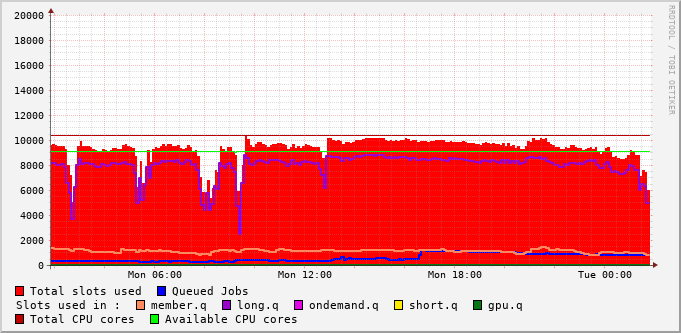 20000
18000
16000
14000
12000
10000
8000
6000
4000
2000
0
Mon 06:00 Mon 12:00 Mon 18:00 Tue 00:00
RRDTOOL / TOBI OETIKER
Total slots used Queued Jobs
Slots used in : member.q long.q ondemand.q short.q gpu.q
Total CPU cores Available CPU cores